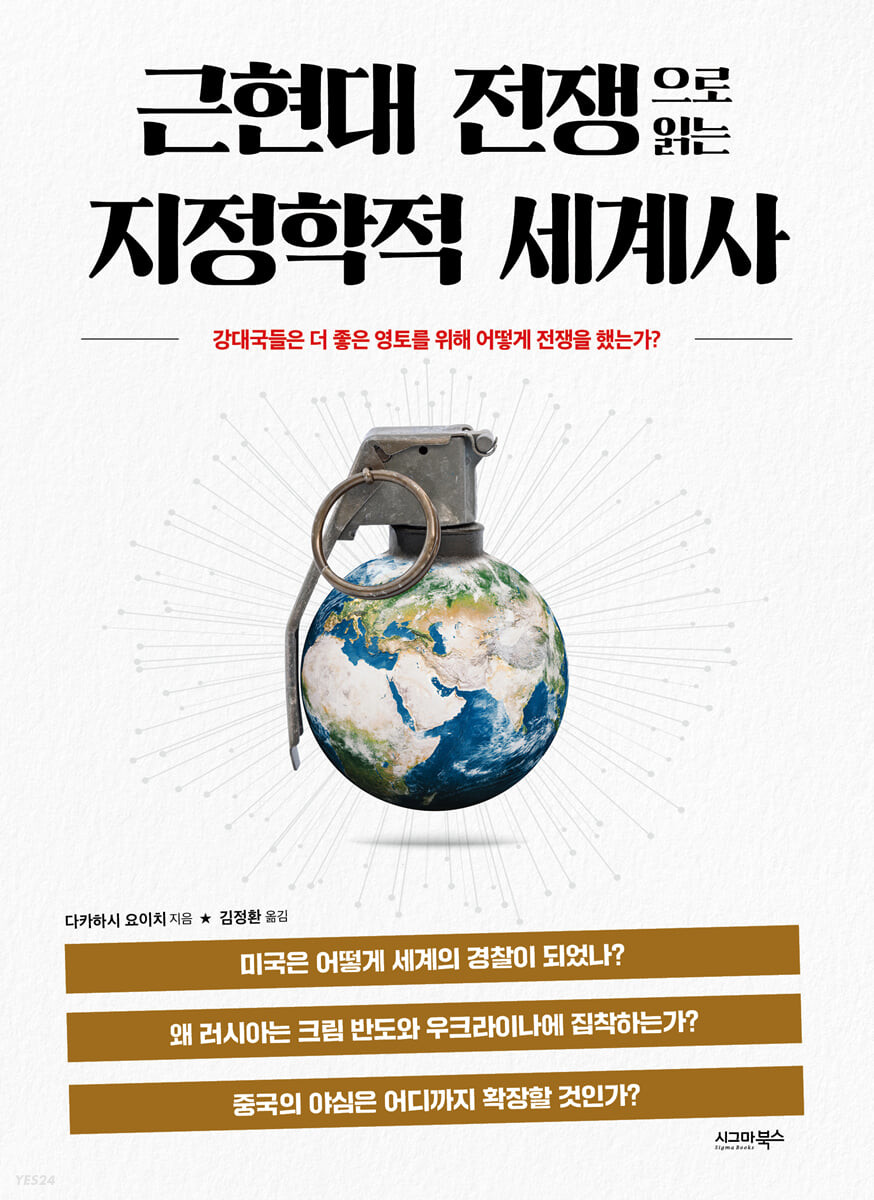 근현대 전쟁으로 읽는
지정학적 세계사
강대국들은 더 좋은 영토를 위해 어떻게 전쟁을 했는가?
다카하시 요이치 지음 ★ 김정환 옮김
미국은 어떻게 세계의 경찰이 되었나?
왜 러시아는 크림 반도와 우크라이나에 집착하는가?
중국의 야심은 어디까지 확장할 것인가?
시그마북스
Sigma Books
YES24